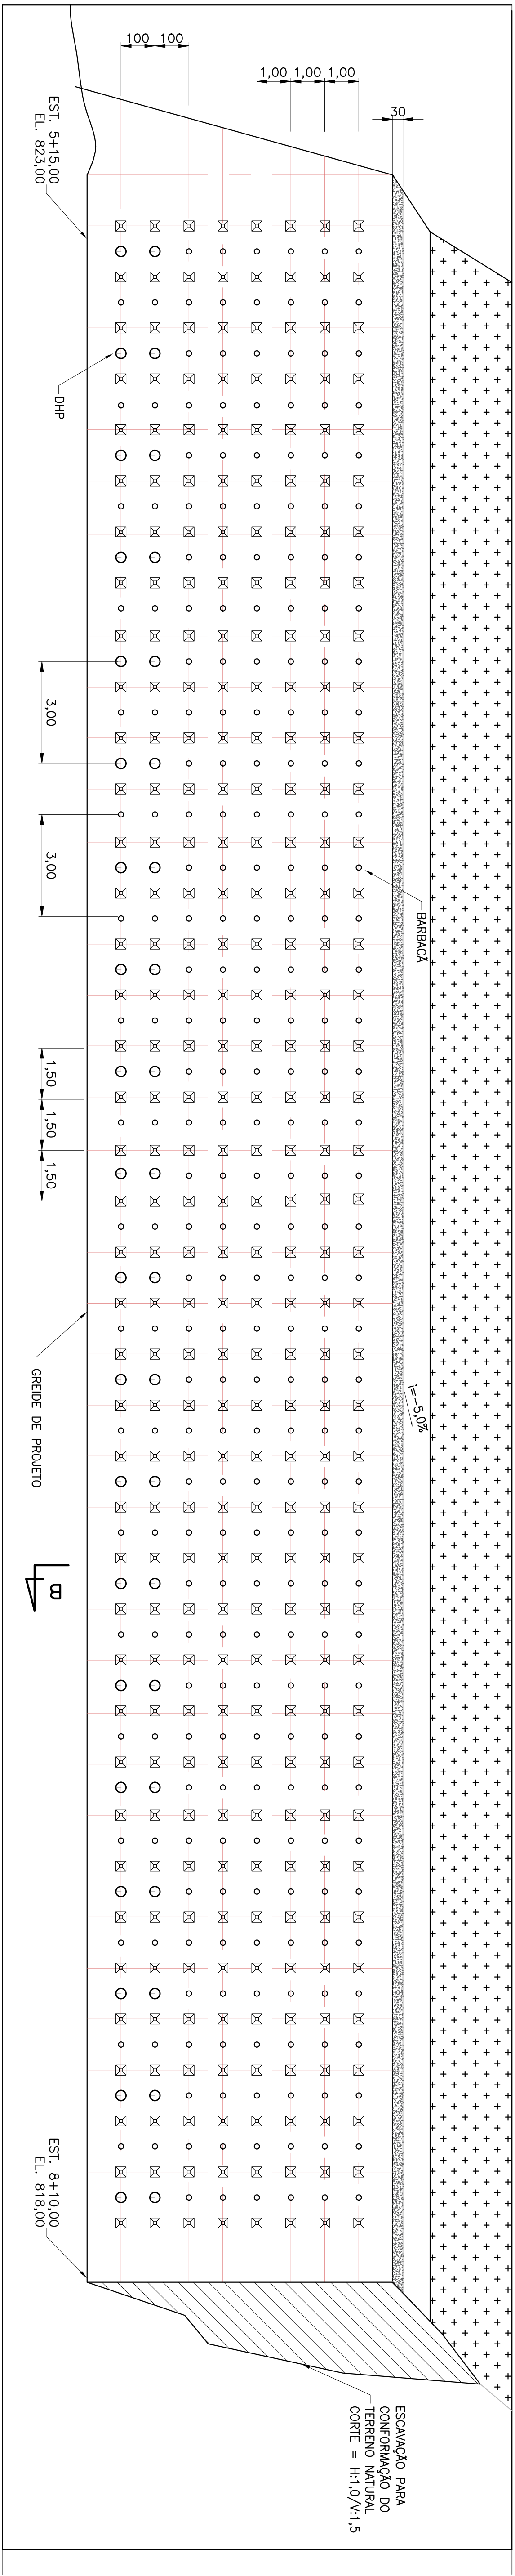 100
100
1,00
1,00
1,00
30
EST. 5+15,00
EL. 823,00
DHP
3,00
3,00
BARBACÃ
1,50
1,50
1,50
i=-5,0%
GREIDE DE PROJETO
B
EST. 8+10,00
EL. 818,00
ESCAVAÇÃO PARA
CONFORMAÇÃO DO
TERRENO NATURAL
CORTE = H:1,0/V:1,5